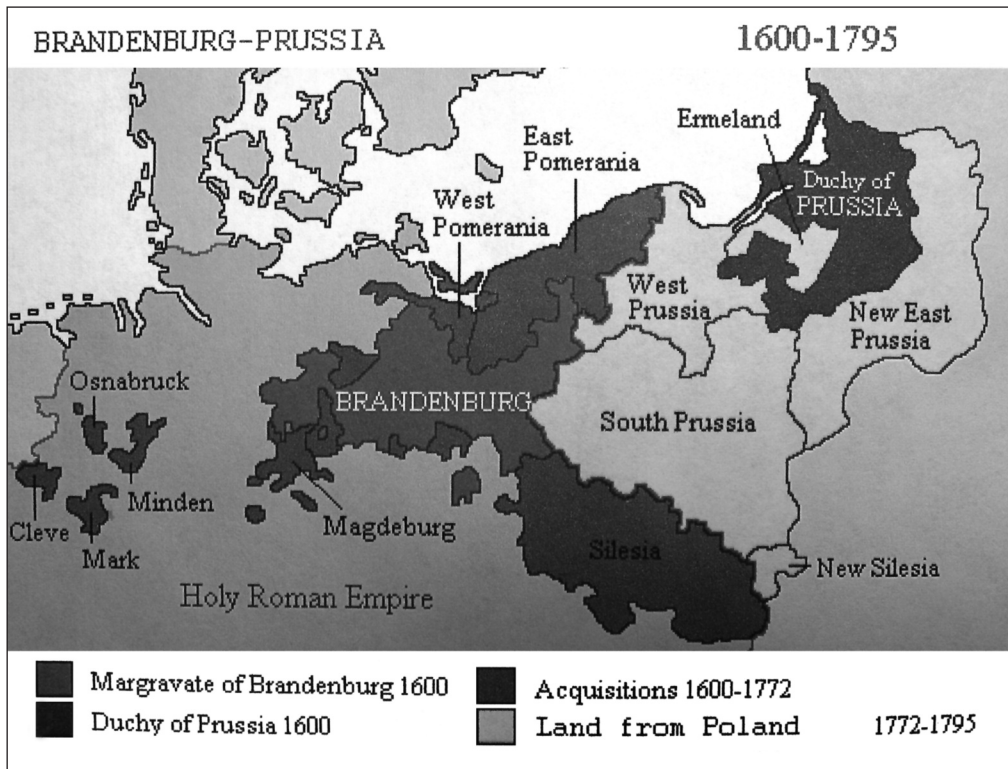 BRANDENBURG-PRUSSIA
1600-1795
Ermeland
East
Pomerania
Duchy of
PRUSSIA
West
Pomerania
West
Prussia
New East
Prussia
Osnabruck
BRANDENBURG
South Prussia
Minden
Cleve
Magdeburg
Mark
Silesia
New Silesia
Holy Roman Empire
Margravate of Brandenburg 1600
Acquisitions 1600-1772
Duchy of Prussia 1600
Land from Poland 1772-1795